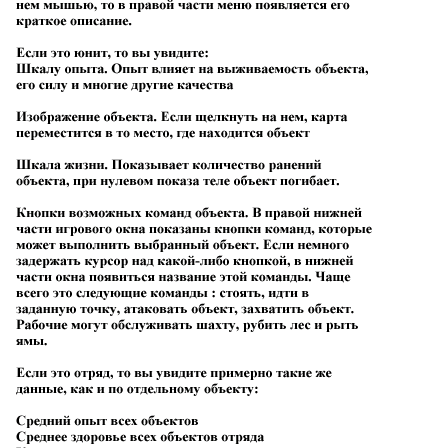 нем мышью, то в правой части меню появляется его
краткое описание.
Если это юнит, то вы увидите:
Шкалу опыта. Опыт влияет на выживаемость объекта,
его силу и многие другие качества
Изображение объекта. Если щелкнуть на нем, карта
переместится в то место, где находится объект
Шкала жизни. Показывает количество ранений
объекта, при нулевом показа теле объект погибает.
Кнопки возможных команд объекта. В правой нижней
части игрового окна показаны кнопки команд, которые
может выполнить выбранный объект. Если немного
задержать курсор над какой-либо кнопкой, в нижней
части окна появиться название этой команды. Чаще
всего это следующие команды : стоять, идти в
заданную точку, атаковать объект, захватить объект.
Рабочие могут обслуживать шахту, рубить лес и рыть
ямы.
Если это отряд, то вы увидите примерно такие же
данные, как и по отдельному объекту:
Средний опыт всех объектов
Среднее здоровье всех объектов отряда